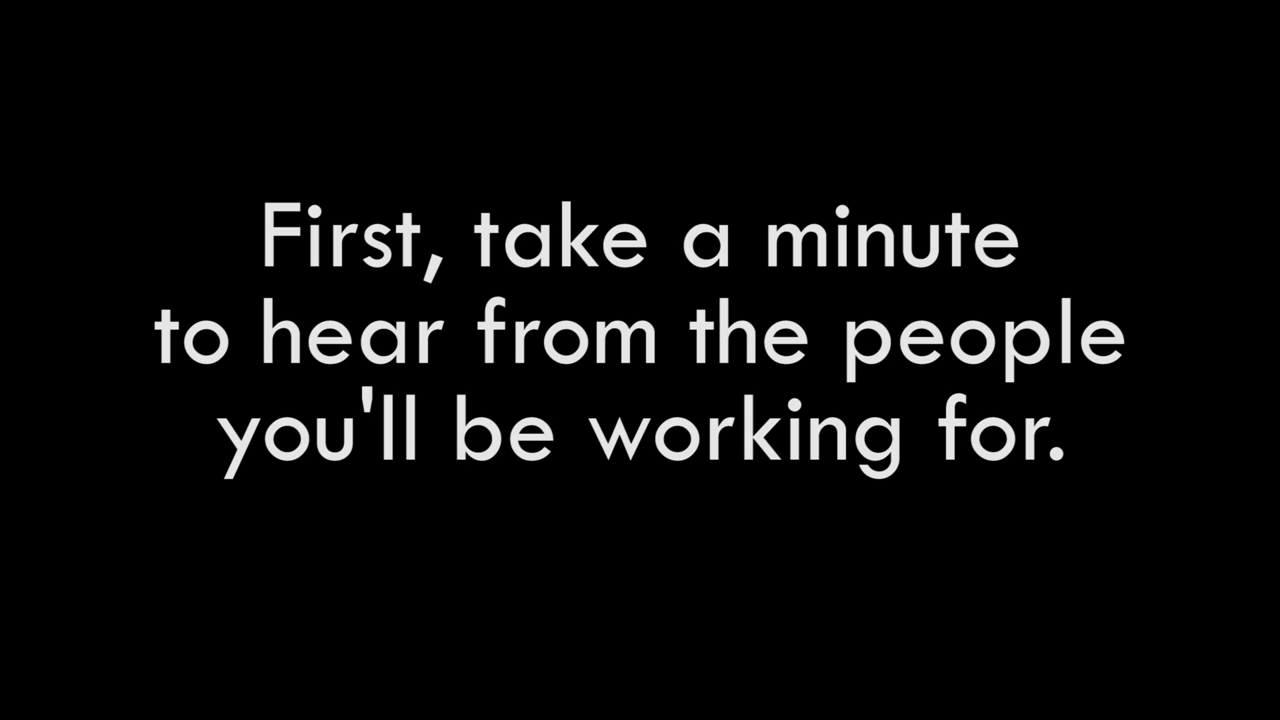 First, take a minute
to hear from the people
you'll be working for.